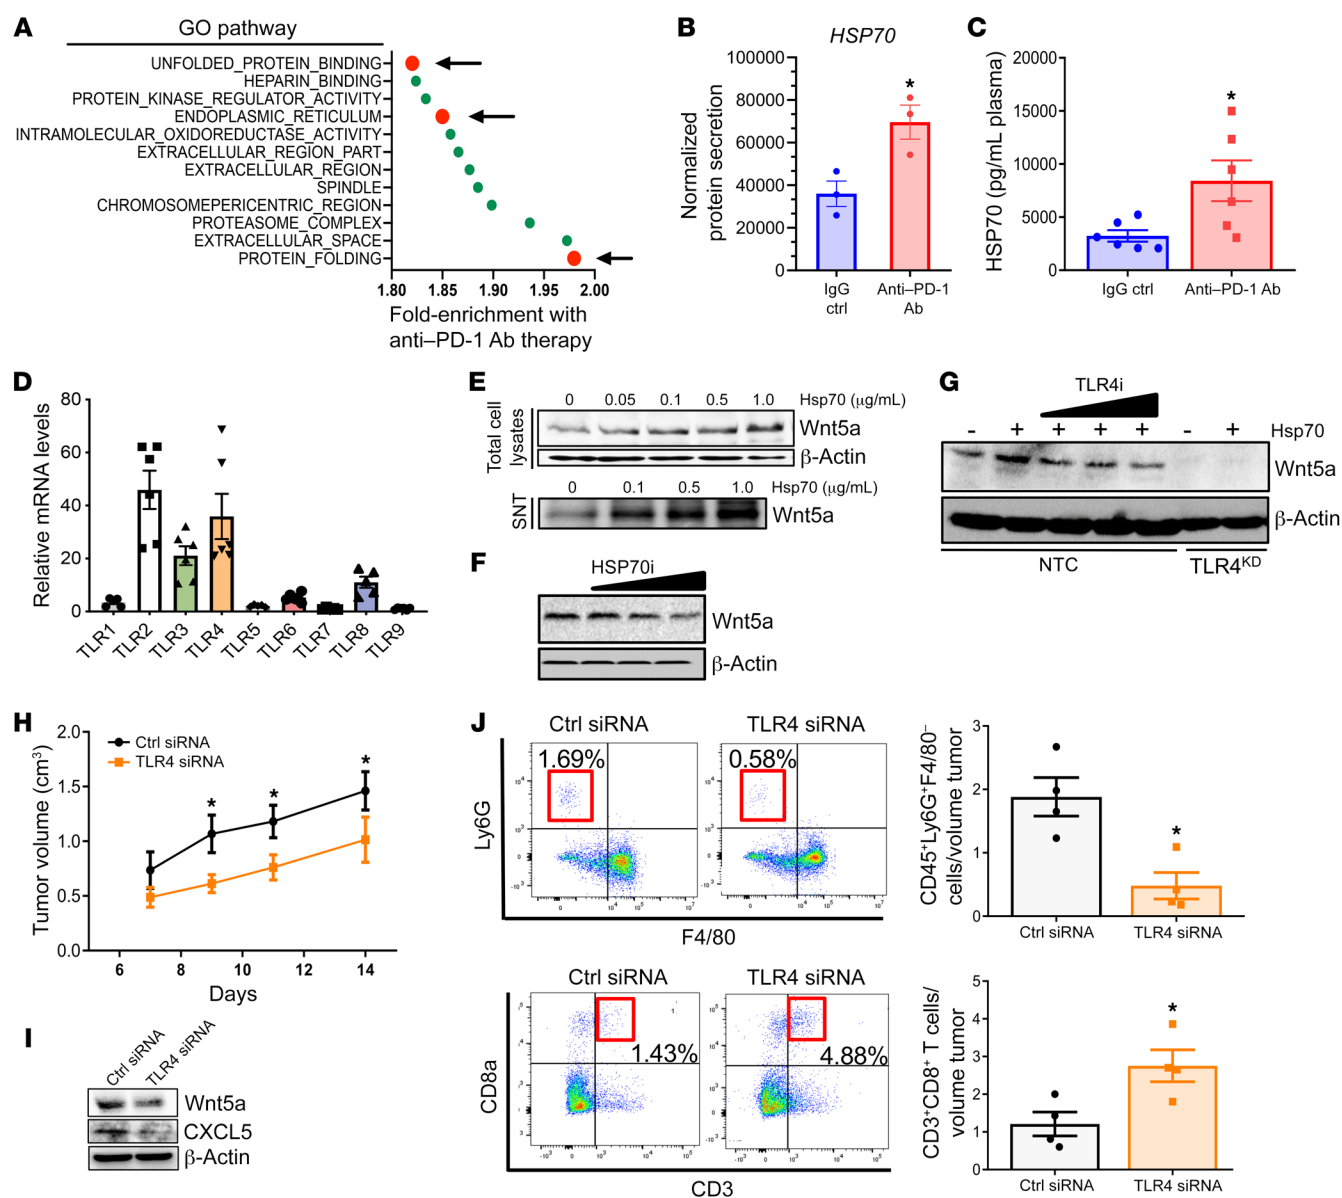 A
GO pathway
UNFOLDED_PROTEIN_BINDING
HEPARIN_BINDING
PROTEIN_KINASE_REGULATOR_ACTIVITY
ENDOPLASMIC_RETICULUM
INTRAMOLECULAR_OXIDOREDUCTASE_ACTIVITY
EXTRACELLULAR_REGION_PART
EXTRACELLULAR_REGION
SPINDLE
CHROMOSOMEPERICENTRIC_REGION
PROTEASOME_COMPLEX
EXTRACELLULAR_SPACE
PROTEIN_FOLDING
1.80 1.85 1.90 1.95 2.00
Fold-enrichment with
anti–PD-1 Ab therapy
B
HSP70
Normalized
protein secretion
100000
80000
60000
40000
20000
0
*
IgG
ctrl
Anti–PD-1
Ab
C
HSP70 (pg/mL plasma)
20000
15000
10000
5000
0
*
IgG ctrl
Anti–PD-1 Ab
D
Relative mRNA levels
80
60
40
20
0
TLR1 TLR2 TLR3 TLR4 TLR5 TLR6 TLR7 TLR8 TLR9
E
Total cell
lysates
0 0.05 0.1 0.5 1.0 Hsp70 (μg/mL)
Wnt5a
β-Actin
SNT
0 0.1 0.5 1.0 Hsp70 (μg/mL)
Wnt5a
F
HSP70i
Wnt5a
β-Actin
G
TLR4i
- + + + + - + Hsp70
Wnt5a
β-Actin
NTC TLR4KD
H
Tumor volume (cm3)
2.0
1.5
1.0
0.5
0.0
Ctrl siRNA
TLR4 siRNA
* * *
6 8 10 12 14
Days
I
Ctrl siRNA
TLR4 siRNA
Wnt5a
CXCL5
β-Actin
J
Ctrl siRNA TLR4 siRNA
1.69% 0.58%
Ly6G
F4/80
CD45+Ly6G+F4/80−
cells/volume tumor
3
2
1
0
*
Ctrl siRNA TLR4 siRNA
Ctrl siRNA TLR4 siRNA
1.43% 4.88%
CD8a
CD3
CD3+CD8+ T cells/
volume tumor
5
4
3
2
1
0
*
Ctrl siRNA TLR4 siRNA